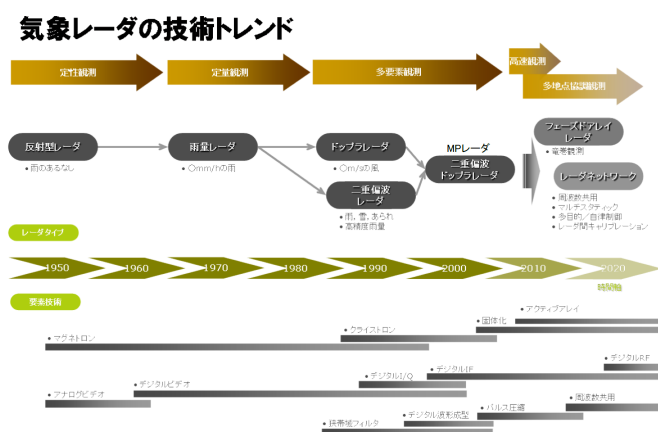 気象レーダの技術トレンド
定性観測
定量観測
多要素観測
高速観測
多地点協調観測
反射型レーダ
• 雨のあるなし
雨量レーダ
• ○mm/hの雨
ドップラレーダ
• ○m/sの風
二重偏波
レーダ
• 雨、雪、あられ
• 高精度雨量
MPレーダ
二重偏波
ドップラレーダ
フェーズドアレイ
レーダ
• 竜巻観測
レーダネットワーク
• 周波数共用
• マルチスタティック
• 多目的／自律制御
• レーダ間キャリブレーション
レーダタイプ
1950
1960
1970
1980
1990
2000
2010
2020
時間軸
要素技術
• アクティブアレイ
• 固体化
• クライストロン
• マグネトロン
• デジタルRF
• デジタルIF
• デジタルI/Q
• デジタルビデオ
• アナログビデオ
• 周波数共用
• パルス圧縮
• デジタル波形成型
• 狭帯域フィルタ